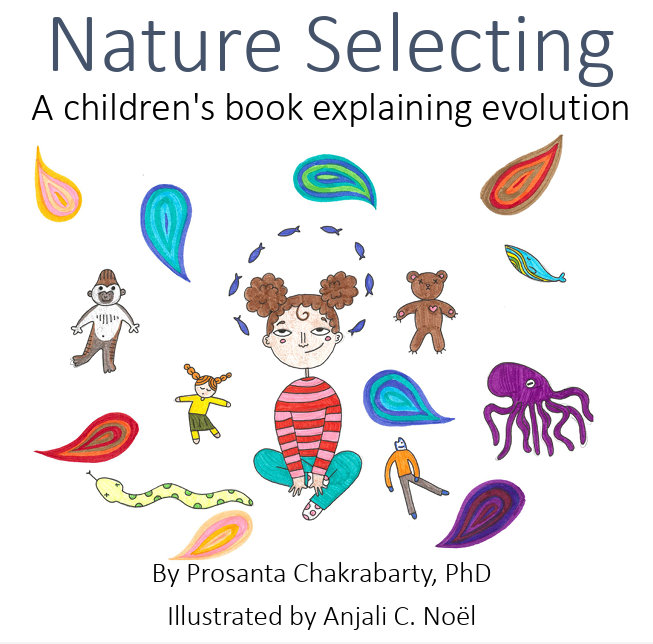 Nature Selecting
A children's book explaining evolution
By Prosanta Chakrabarty, PhD
Illustrated by Anjali C. Noël